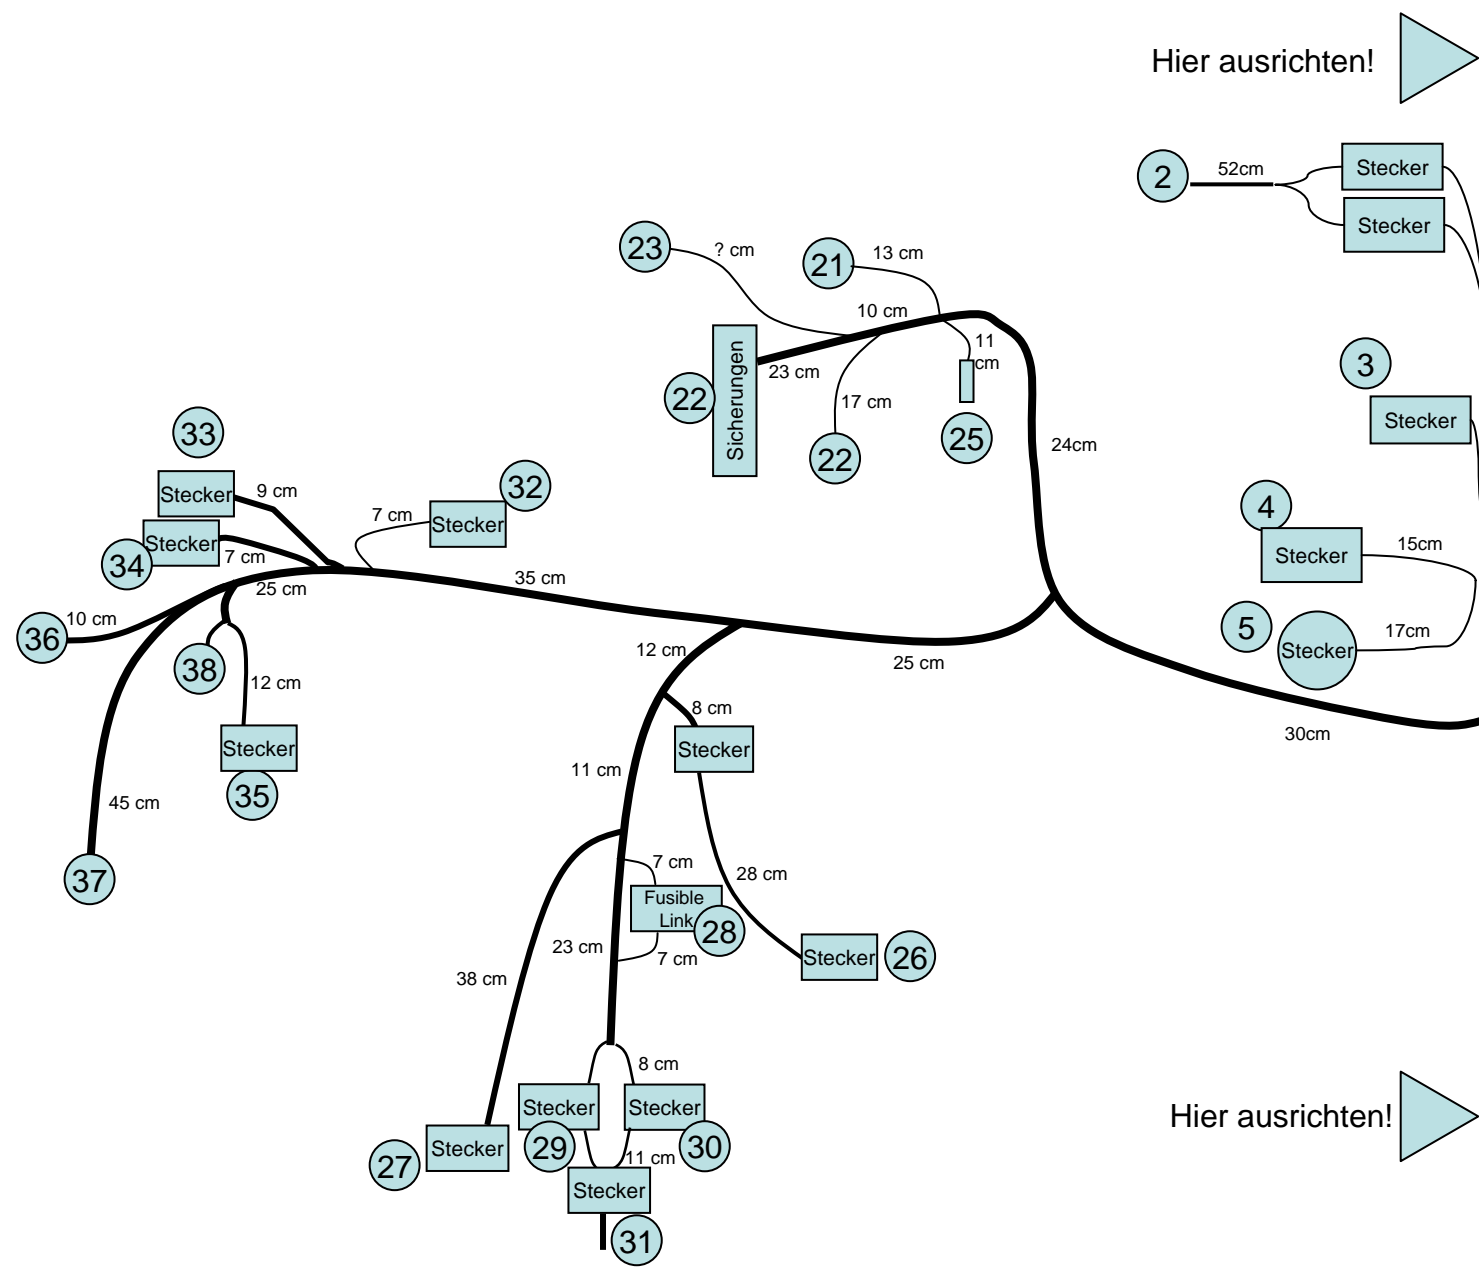 Hier ausrichten!
2
52cm
Stecker
Stecker
23
? cm
21
13 cm
10 cm
11
cm
23 cm
Sicherungen
22
17 cm
22
25
24cm
3
Stecker
33
Stecker
9 cm
32
7 cm
Stecker
34
Stecker
7 cm
25 cm
35 cm
4
Stecker
15cm
5
Stecker
17cm
36
10 cm
38
12 cm
12 cm
25 cm
8 cm
30cm
Stecker
35
Stecker
11 cm
45 cm
37
7 cm
28 cm
Fusible
Link
28
23 cm
7 cm
Stecker
26
38 cm
8 cm
Stecker
29
Stecker
30
27
Stecker
11 cm
Stecker
31
Hier ausrichten!